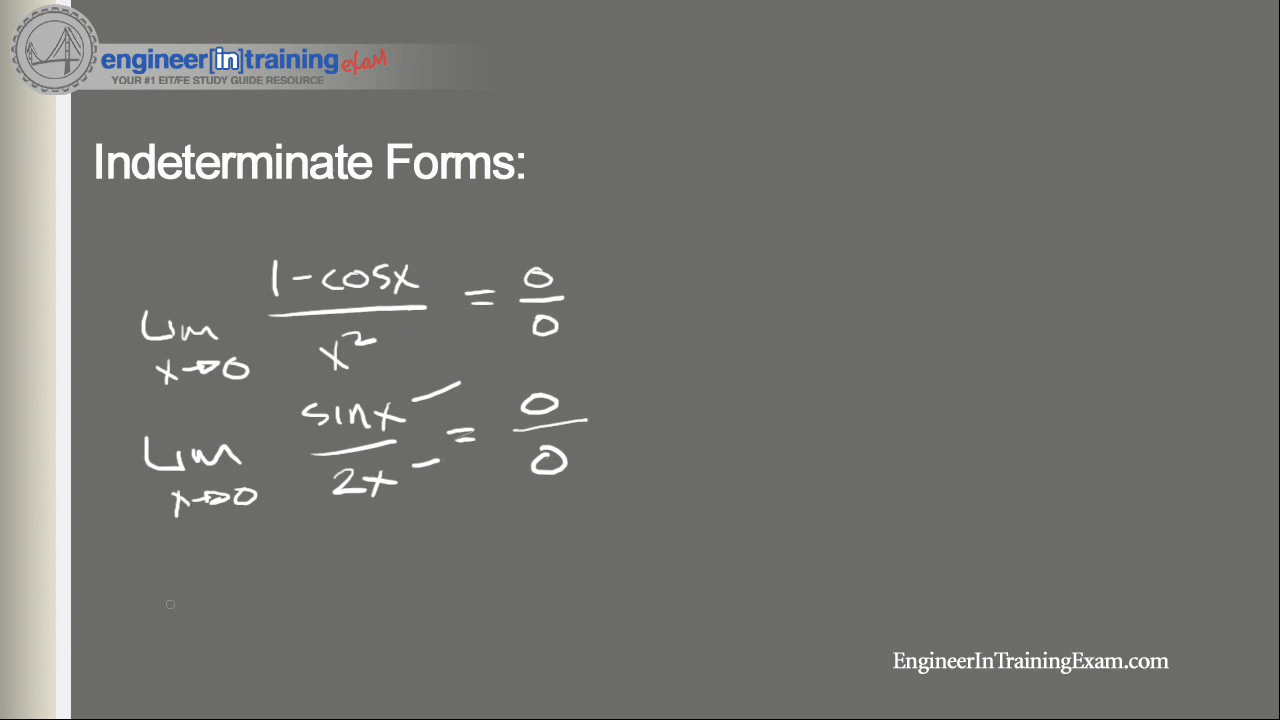 engineer[in]training exam
YOUR #1 EIT/FE STUDY GUIDE RESOURCE
Indeterminate Forms:
Lim x→0 (1-cosx)/x² = 0/0
Lim x→0 sinx/2x = 0/0
EngineerInTrainingExam.com